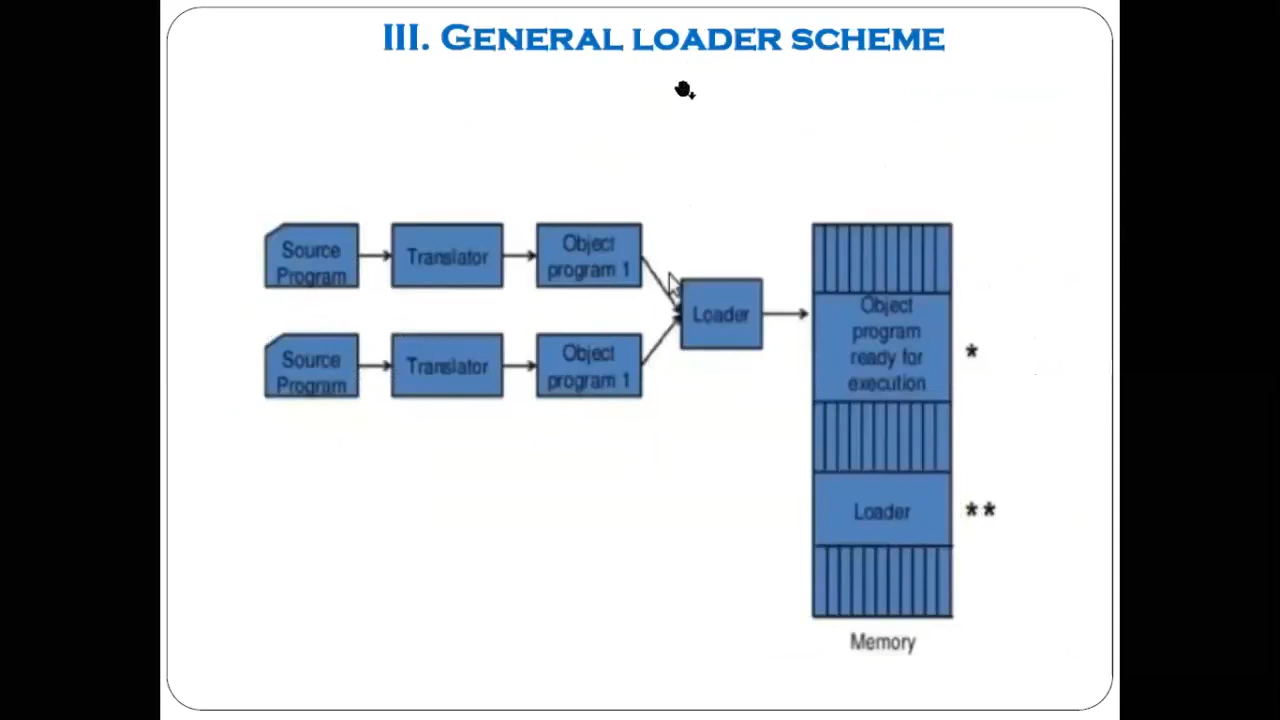 III. General loader scheme
Source
Program
Translator
Object
program 1
Source
Program
Translator
Object
program 1
Loader
Object
program
ready for
execution
*
Loader
**
Memory